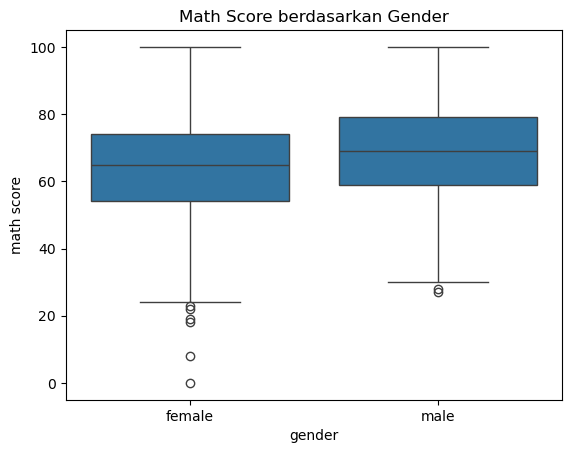 Math Score berdasarkan Gender
100
80
60
40
20
0
math score
female
male
gender